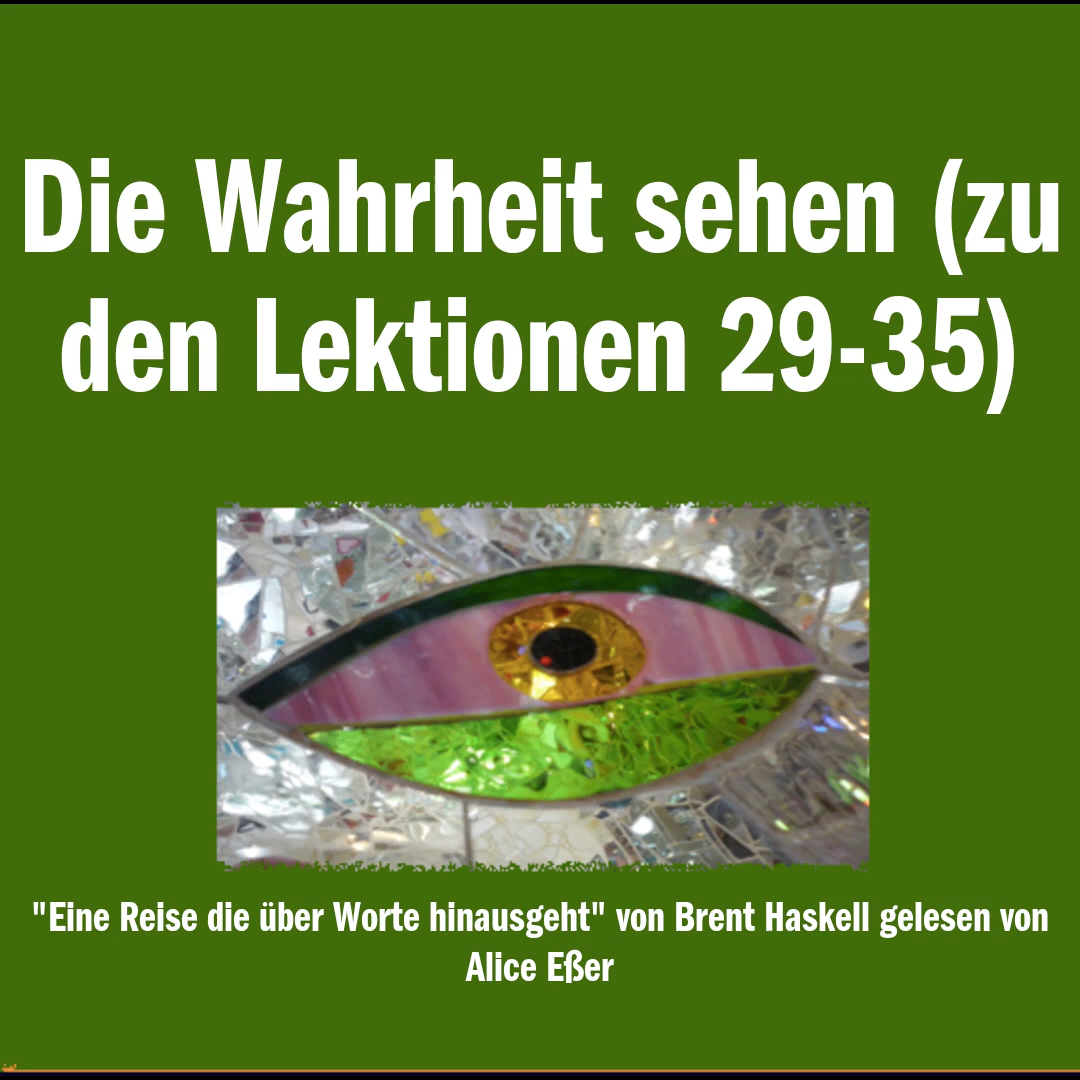 Die Wahrheit sehen (zu
den Lektionen 29-35)
"Eine Reise die über Worte hinausgeht" von Brent Haskell gelesen von
Alice Eßer